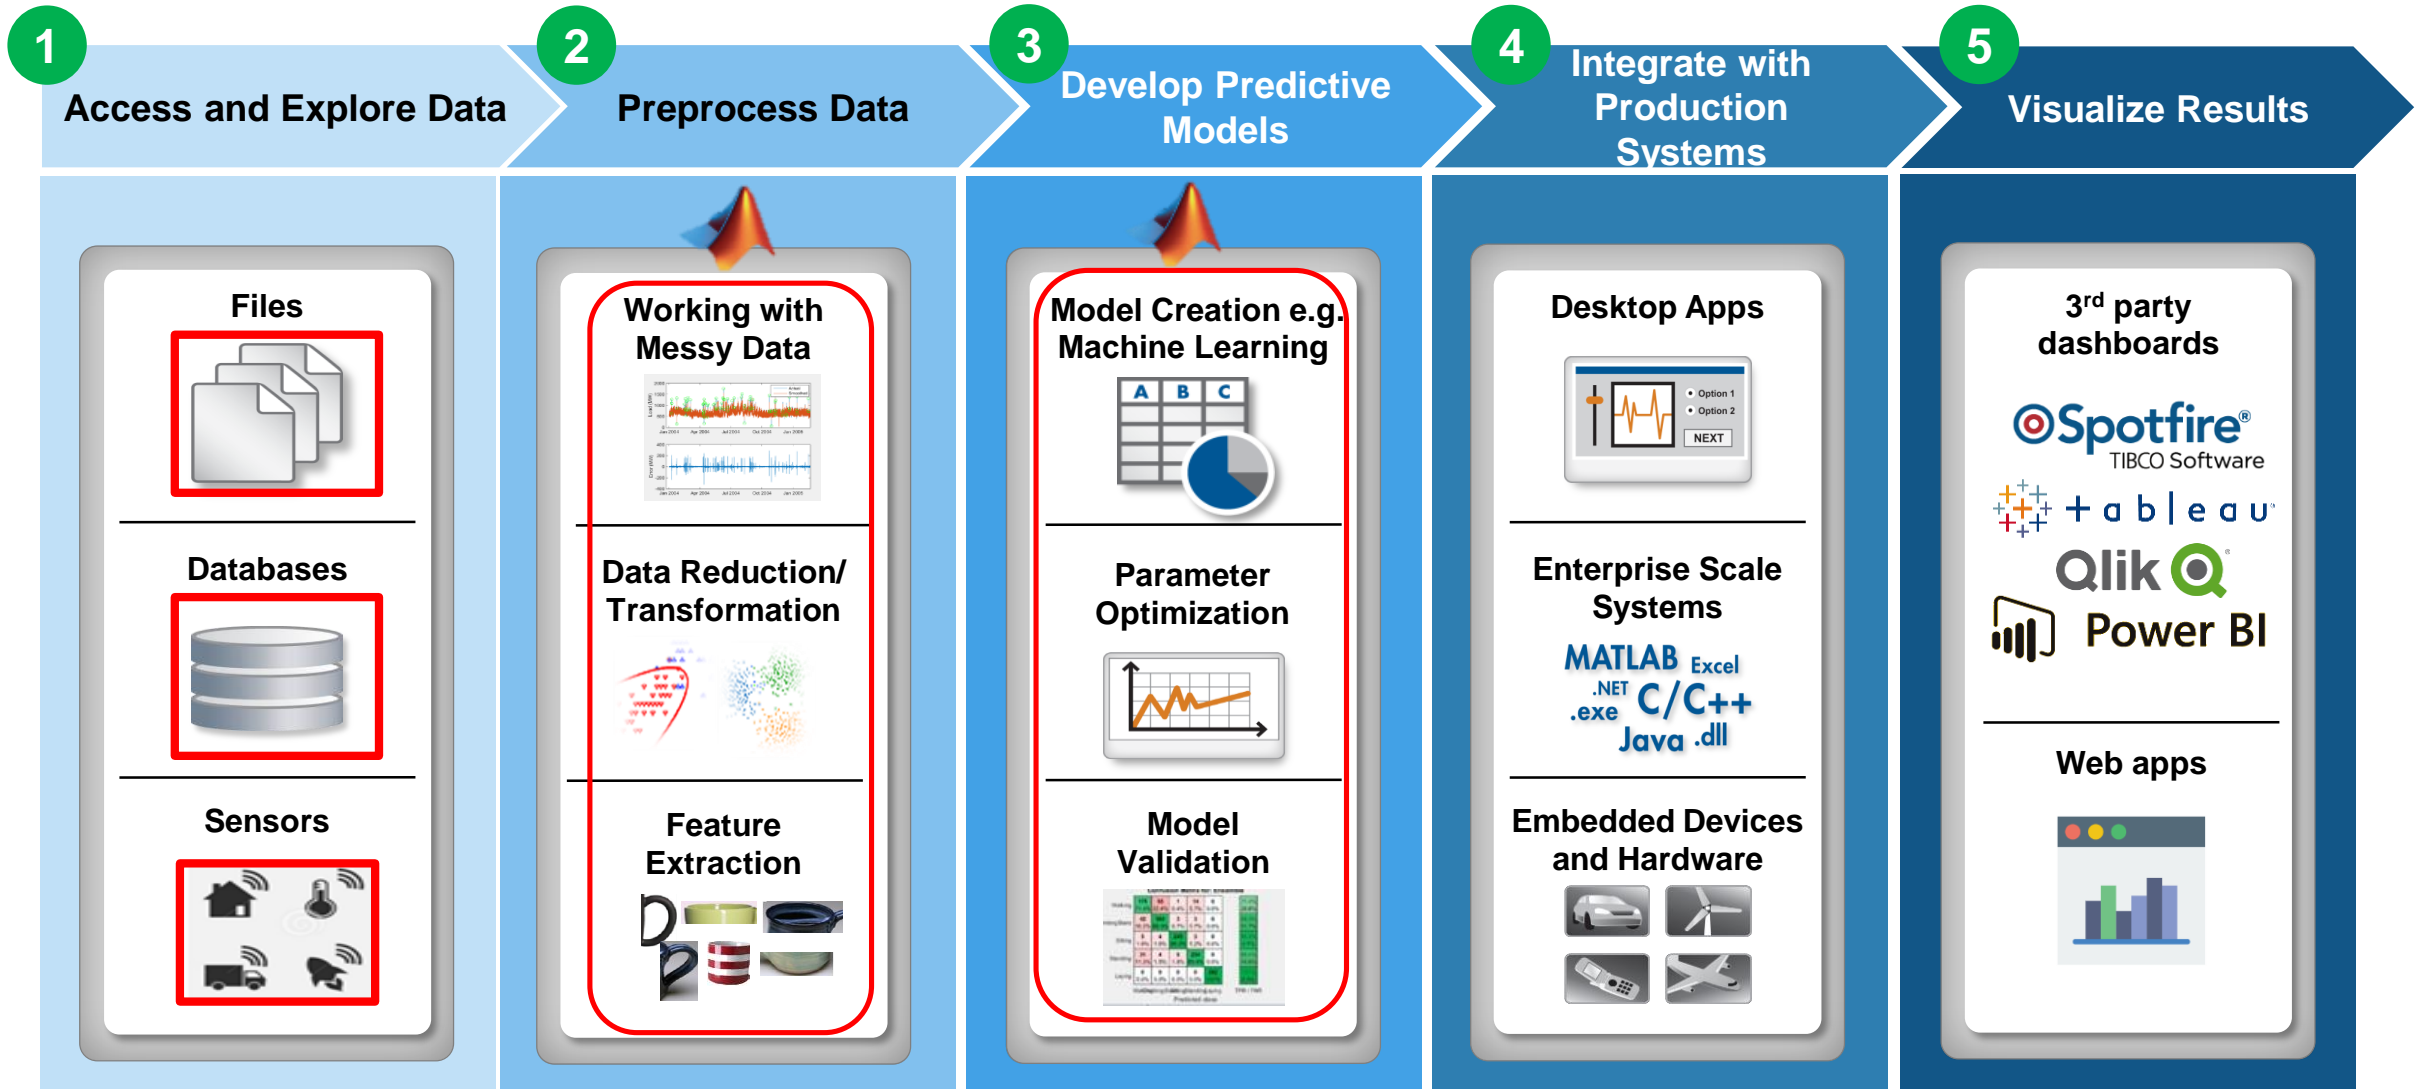 1
Access and Explore Data
2
Preprocess Data
3
Develop Predictive
Models
4
Integrate with
Production
Systems
5
Visualize Results
Files
Databases
Sensors
Working with
Messy Data
Data Reduction/
Transformation
Feature
Extraction
Model Creation e.g.
Machine Learning
A B C
Parameter
Optimization
Model
Validation
Desktop Apps
Option 1
Option 2
NEXT
Enterprise Scale
Systems
MATLAB Excel
.NET C/C++
.exe
Java .dll
Embedded Devices
and Hardware
3rd party
dashboards
Spotfire®
TIBCO Software
+ableau
Qlik
Power BI
Web apps